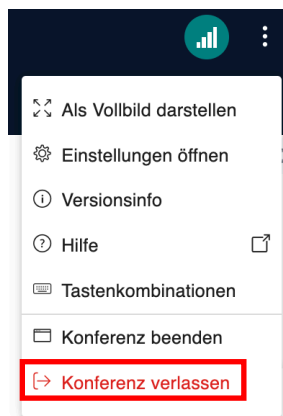 Als Vollbild darstellen
Einstellungen öffnen
Versionsinfo
Hilfe
Tastenkombinationen
Konferenz beenden
Konferenz verlassen